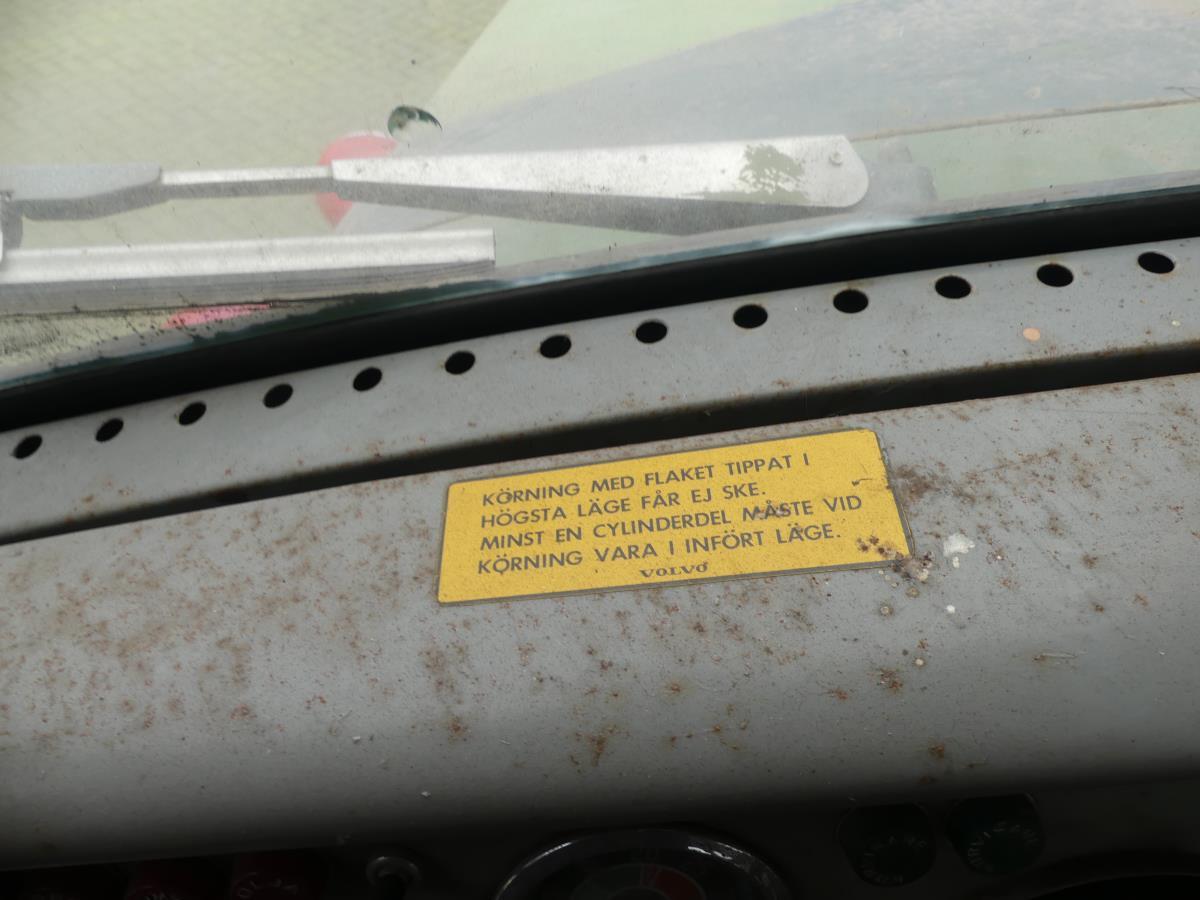 KÖRNING MED FLAKET TIPPAT I
HÖGSTA LÄGE FÅR EJ SKE.
MINST EN CYLINDERDEL MÅSTE VID
KÖRNING VARA I INFÖRT LÄGE.
VOLVO